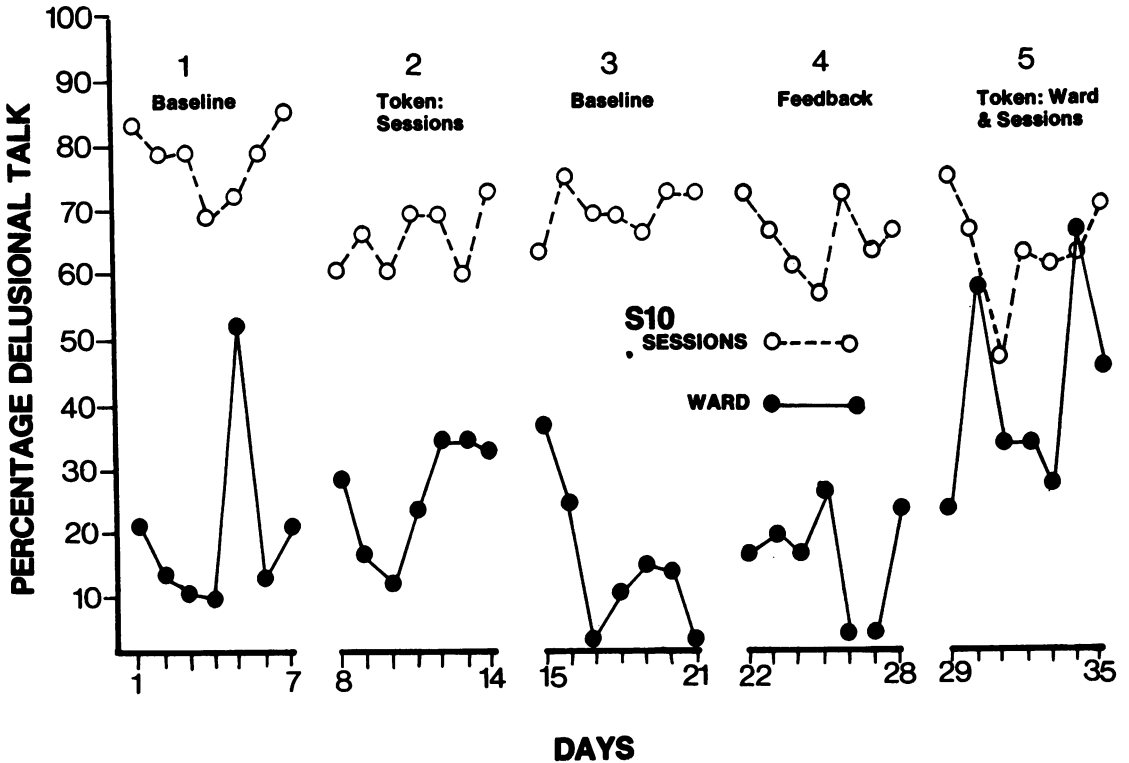 100
90
80
70
60
50
40
30
20
10
PERCENTAGE DELUSIONAL TALK
1
Baseline
2
Token:
Sessions
3
Baseline
4
Feedback
5
Token: Ward
& Sessions
S10
SESSIONS
WARD
1 7 8 14 15 21 22 28 29 35
DAYS